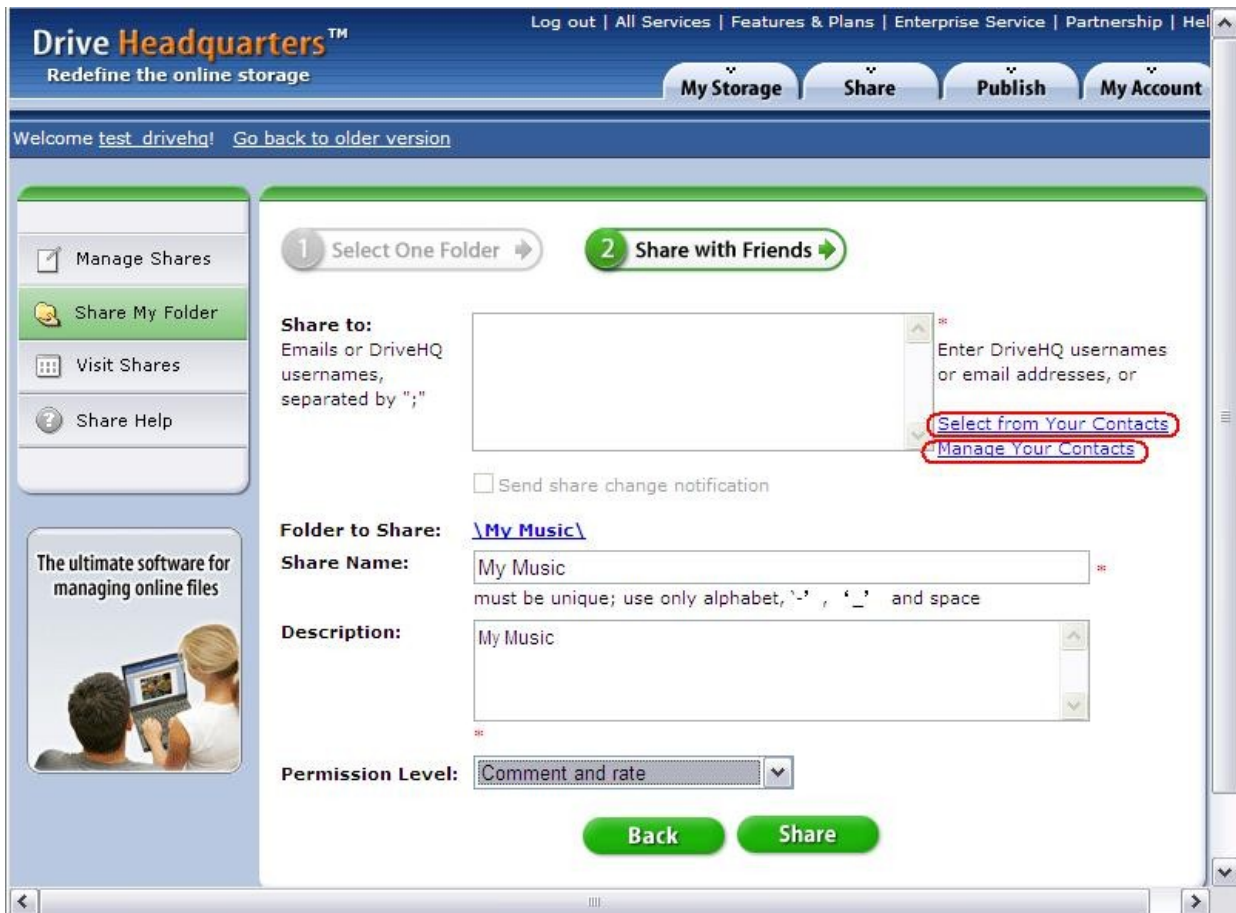 Log out | All Services | Features & Plans | Enterprise Service | Partnership | Hel
Drive Headquarters™
Redefine the online storage
My Storage
Share
Publish
My Account
Welcome test_drivehq! Go back to older version
Manage Shares
Share My Folder
Visit Shares
Share Help
The ultimate software for
managing online files
1 Select One Folder
2 Share with Friends
Share to:
Emails or DriveHQ
usernames,
separated by ";"
*
Enter DriveHQ usernames
or email addresses, or
Select from Your Contacts
Manage Your Contacts
Send share change notification
Folder to Share: \My Music\
Share Name: My Music *
must be unique; use only alphabet, `-’ , ‘_’ and space
Description: My Music
*
Permission Level: Comment and rate
Back
Share